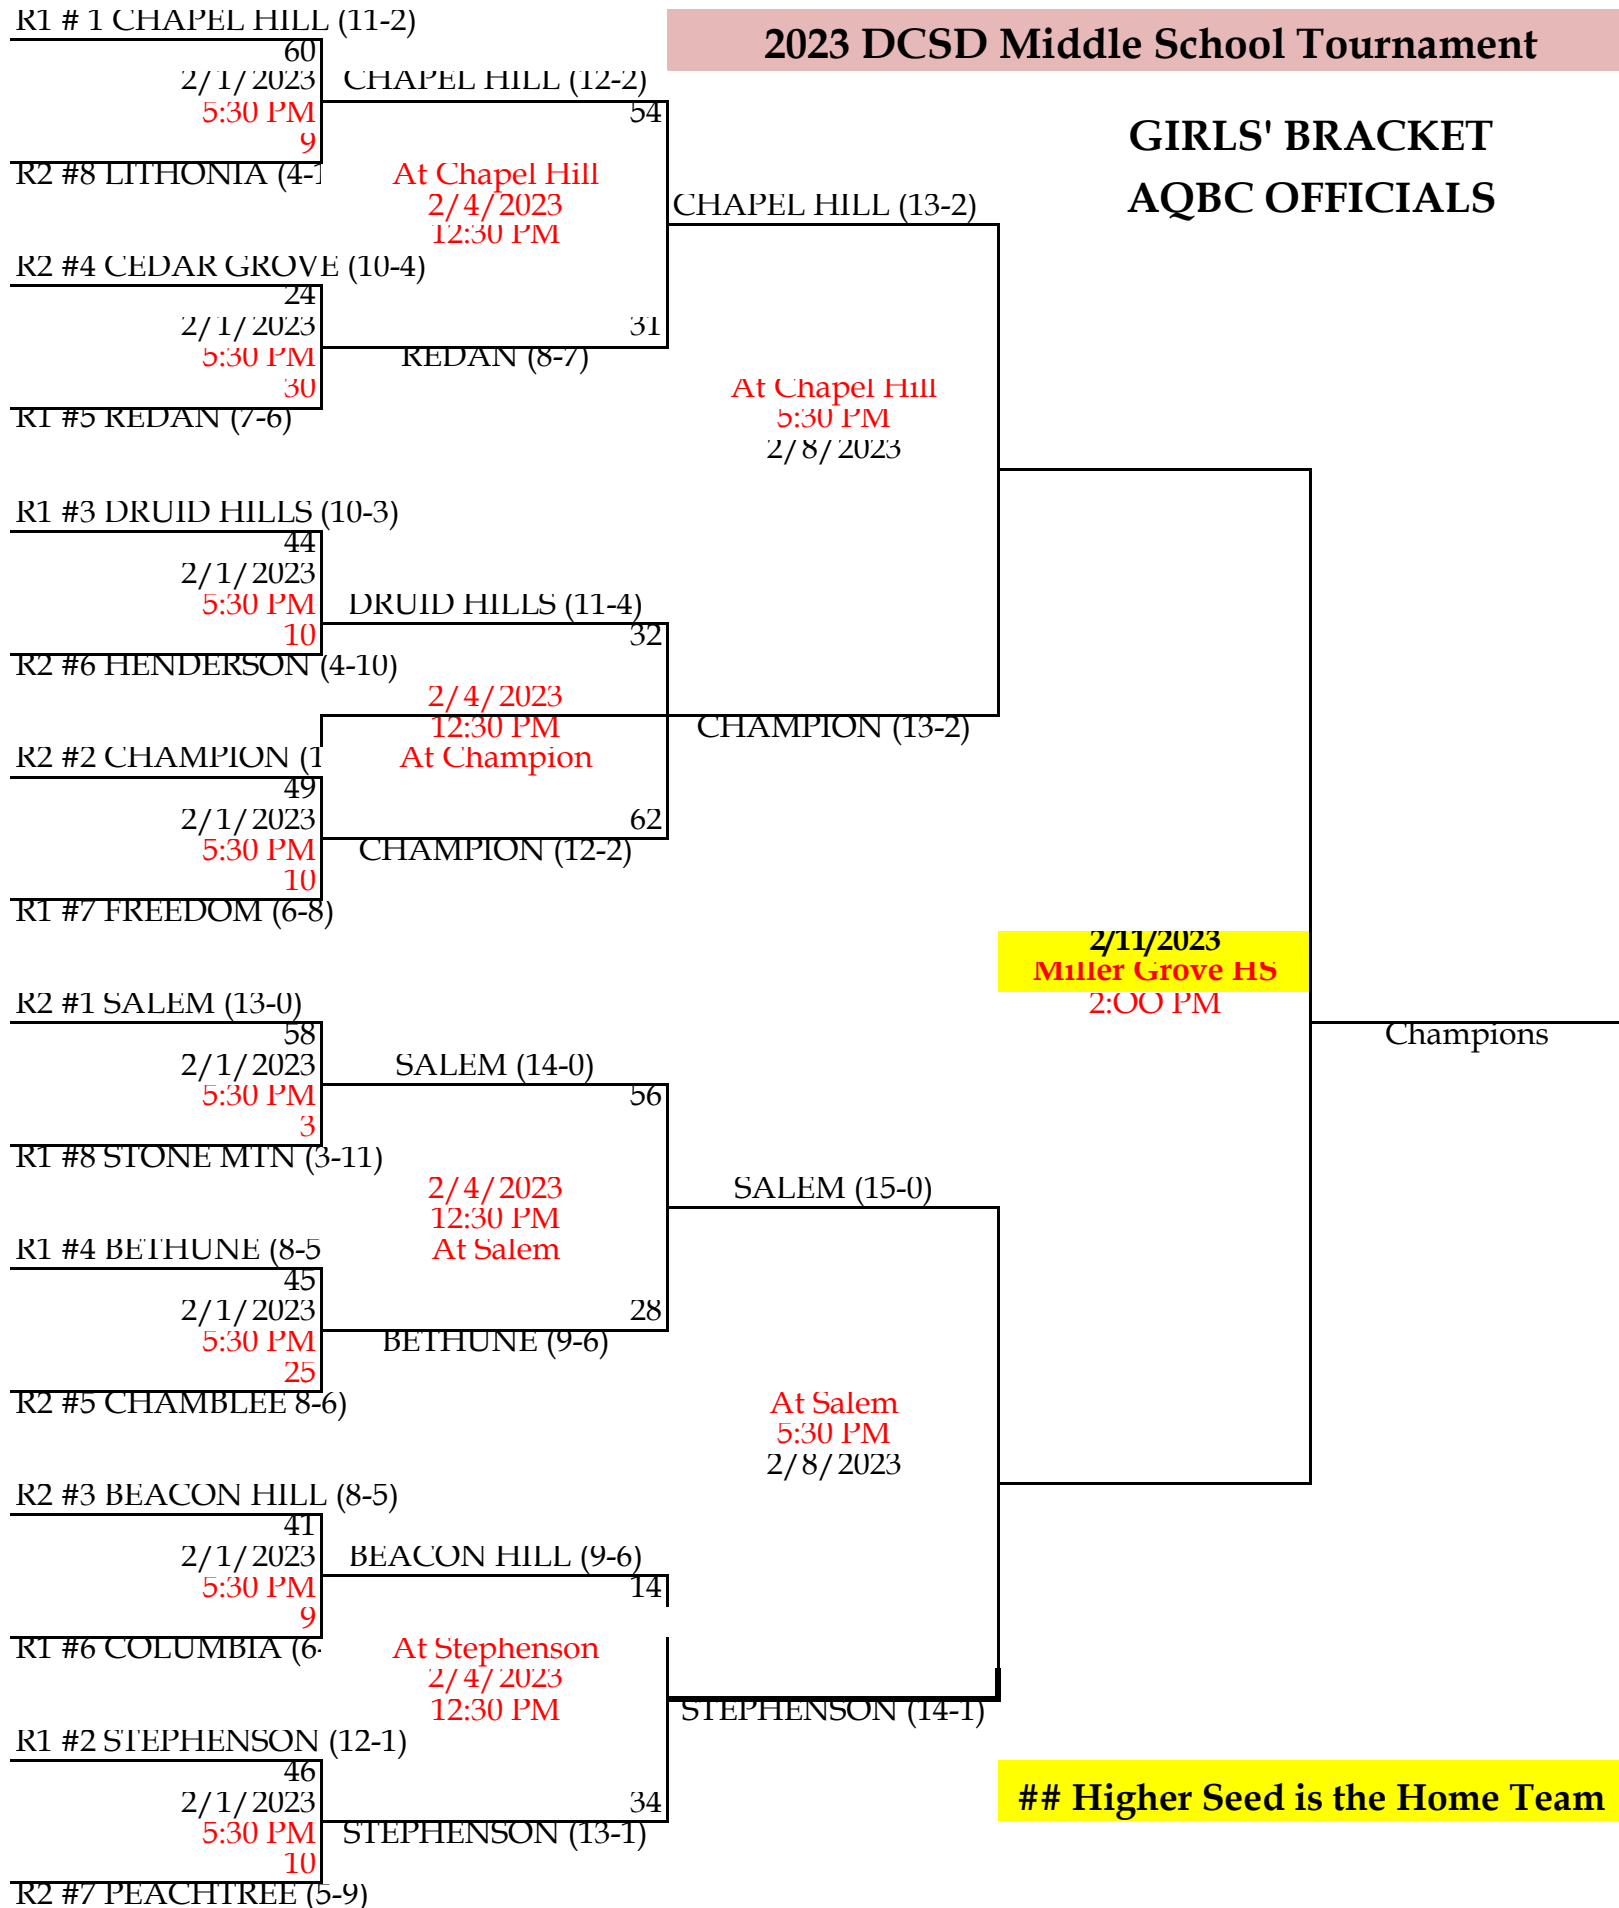 2023 DCSD Middle School Tournament
GIRLS' BRACKET
AQBC OFFICIALS
R1 # 1 CHAPEL HILL (11-2)
60
2/1/2023
5:30 PM
9
R2 #8 LITHONIA (4-1
CHAPEL HILL (12-2)
54
At Chapel Hill
2/4/2023
12:30 PM
R2 #4 CEDAR GROVE (10-4)
24
2/1/2023
5:30 PM
30
R1 #5 REDAN (7-6)
31
REDAN (8-7)
CHAPEL HILL (13-2)
At Chapel Hill
5:30 PM
2/8/2023
R1 #3 DRUID HILLS (10-3)
44
2/1/2023
5:30 PM
10
R2 #6 HENDERSON (4-10)
DRUID HILLS (11-4)
32
2/4/2023
12:30 PM
At Champion
R2 #2 CHAMPION (1
49
2/1/2023
5:30 PM
10
R1 #7 FREEDOM (6-8)
62
CHAMPION (12-2)
CHAMPION (13-2)
2/11/2023
Miller Grove HS
2:OO PM
Champions
R2 #1 SALEM (13-0)
58
2/1/2023
5:30 PM
3
R1 #8 STONE MTN (3-11)
SALEM (14-0)
56
2/4/2023
12:30 PM
At Salem
R1 #4 BETHUNE (8-5
45
2/1/2023
5:30 PM
25
R2 #5 CHAMBLEE 8-6)
28
BETHUNE (9-6)
SALEM (15-0)
At Salem
5:30 PM
2/8/2023
R2 #3 BEACON HILL (8-5)
41
2/1/2023
5:30 PM
9
R1 #6 COLUMBIA (6-
BEACON HILL (9-6)
14
At Stephenson
2/4/2023
12:30 PM
R1 #2 STEPHENSON (12-1)
46
2/1/2023
5:30 PM
10
R2 #7 PEACHTREE (5-9)
34
STEPHENSON (13-1)
STEPHENSON (14-1)
## Higher Seed is the Home Team